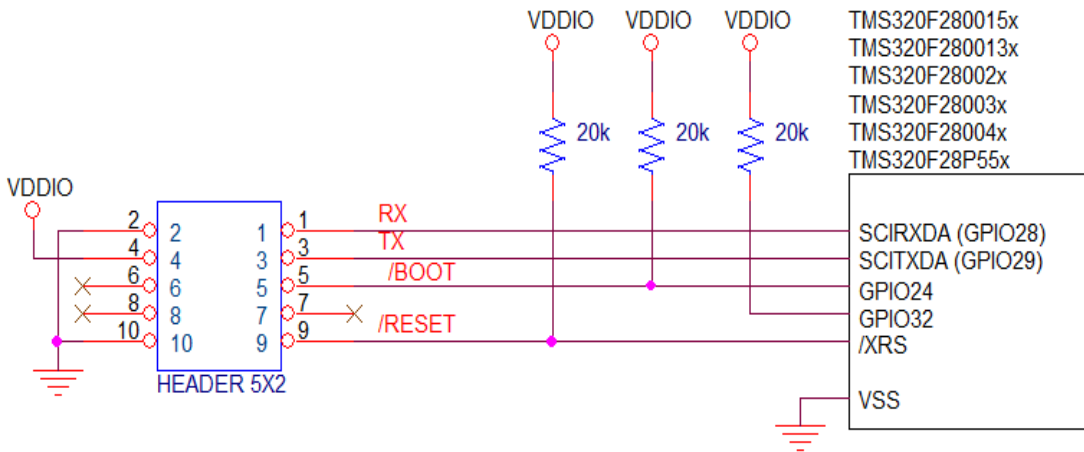 VDDIO VDDIO VDDIO
TMS320F280015x
TMS320F280013x
TMS320F28002x
TMS320F28003x
TMS320F28004x
TMS320F28P55x
20k 20k 20k
VDDIO
2 2 1 1 RX SCIRXDA (GPIO28)
4 4 3 3 TX SCITXDA (GPIO29)
6 6 5 5 /BOOT GPIO24
8 8 7 7 GPIO32
10 10 9 9 /RESET /XRS
HEADER 5X2
VSS